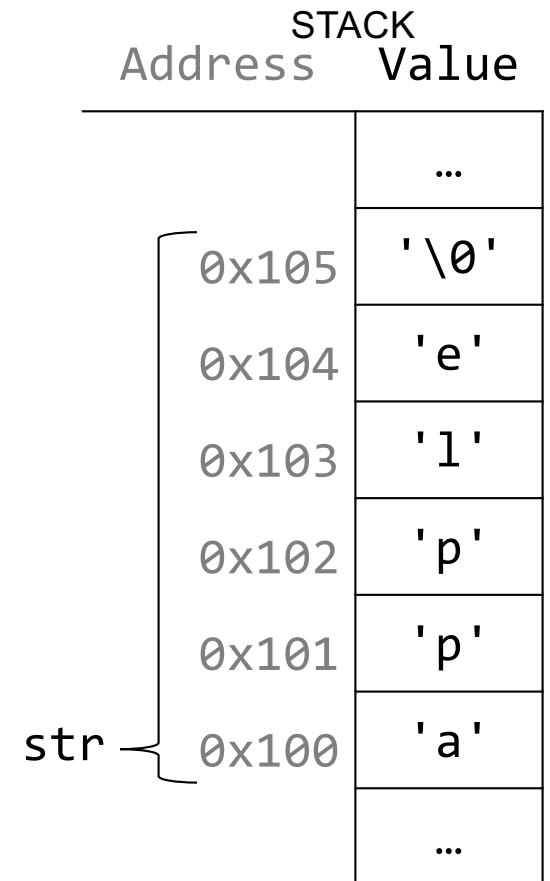 STACK
Address Value
…
0x105 '\0'
0x104 'e'
0x103 'l'
0x102 'p'
0x101 'p'
str 0x100 'a'
…